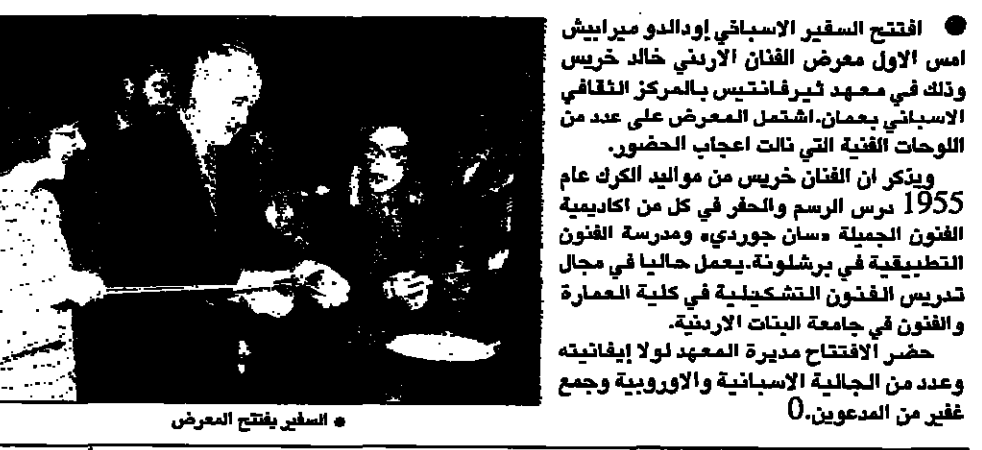 ● افتتح السفير الاسباني إودالدو ميرابيش
امس الاول معرض الفنان الاردني خالد خريس
وذلك في معهد ثيرفانتيس بالمركز الثقافي
الاسباني بعمان.اشتمل المعرض على عدد من
اللوحات الفنية التي نالت اعجاب الحضور.
ويذكر ان الفنان خريس من مواليد الكرك عام
1955 درس الرسم والحفر في كل من اكاديمية
الفنون الجميلة «سان جوردي» ومدرسة الفنون
التطبيقية في برشلونة.يعمل حاليا في مجال
تدريس الفنون التشكيلية في كلية العمارة
والفنون في جامعة البنات الاردنية.
حضر الافتتاح مديرة المعهد لولا إيفانيته
وعدد من الجالية الاسبانية والاوروبية وجمع
غفير من المدعوين.0
● السفير يفتتح المعرض